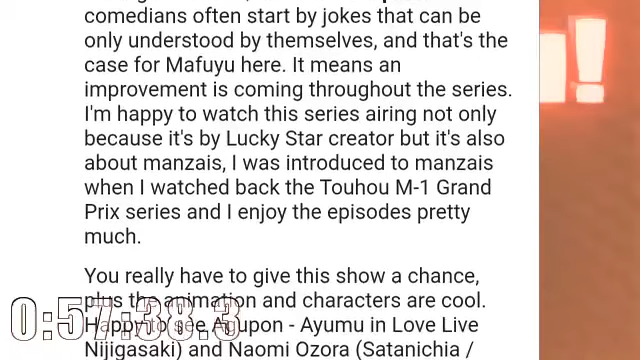 comedians often start by jokes that can be
only understood by themselves, and that's the
case for Mafuyu here. It means an
improvement is coming throughout the series.
I'm happy to watch this series airing not only
because it's by Lucky Star creator but it's also
about manzais, I was introduced to manzais
when I watched back the Touhou M-1 Grand
Prix series and I enjoy the episodes pretty
much.
You really have to give this show a chance,
plus the animation and characters are cool.
Happy to see Agupon - Ayumu in Love Live
Nijigasaki) and Naomi Ozora (Satanichia /
0:57:38.3
!